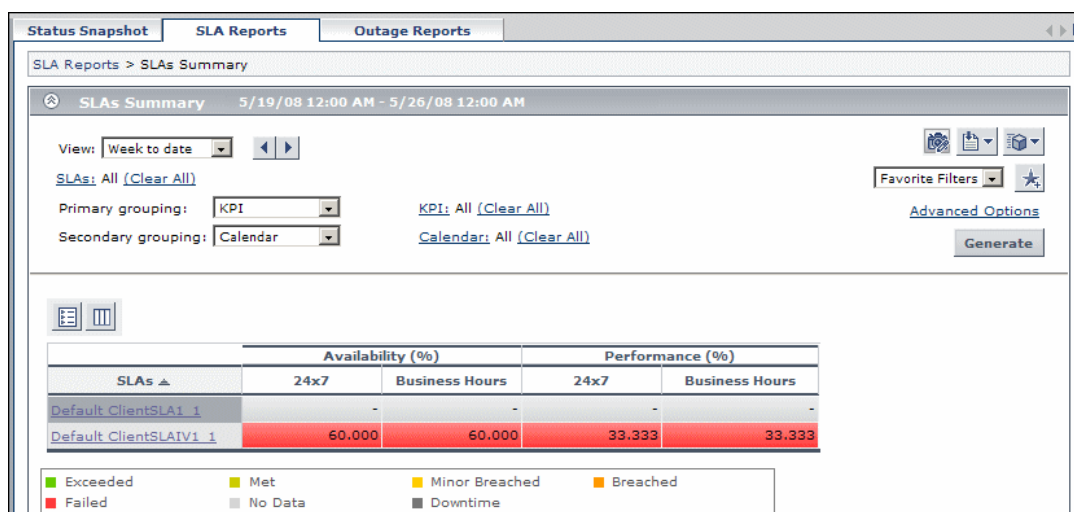 Status Snapshot SLA Reports Outage Reports
SLA Reports > SLAs Summary
SLAs Summary 5/19/08 12:00 AM - 5/26/08 12:00 AM
View: Week to date
SLAs: All (Clear All) Favorite Filters
Primary grouping: KPI KPI: All (Clear All) Advanced Options
Secondary grouping: Calendar Calendar: All (Clear All) Generate
Availability (%) Performance (%)
SLAs 24x7 Business Hours 24x7 Business Hours
Default ClientSLA1_1 - - - -
Default ClientSLAIV1_1 60.000 60.000 33.333 33.333
Exceeded Met Minor Breached Breached
Failed No Data Downtime